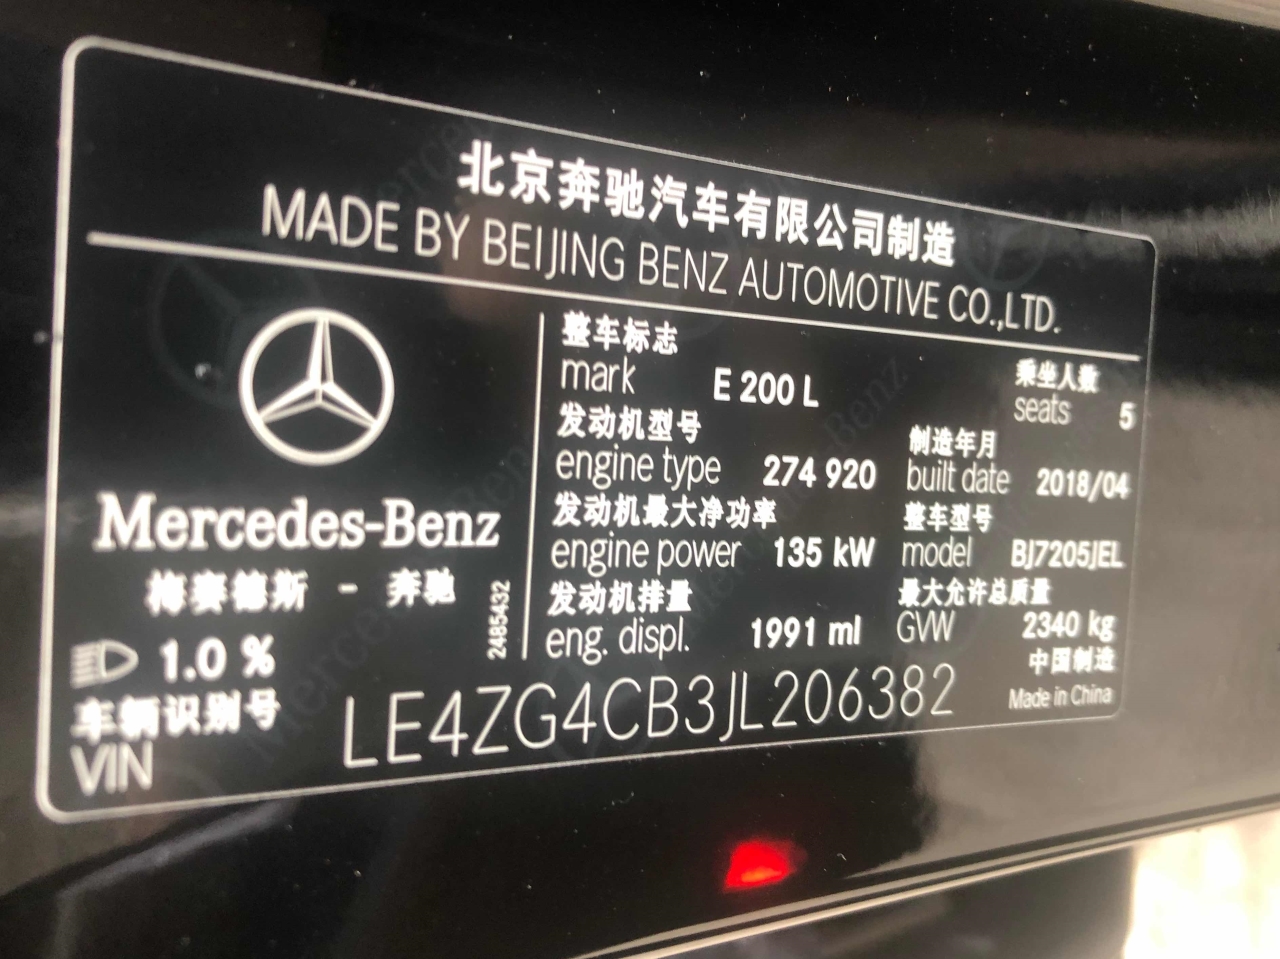 北京奔驰汽车有限公司制造
MADE BY BEIJING BENZ AUTOMOTIVE CO.,LTD.
Mercedes-Benz
梅赛德斯 - 奔驰
1.0 %
2485432
整车标志
mark E 200 L
乘坐人数
seats 5
发动机型号
engine type 274 920
制造年月
built date 2018/04
发动机最大净功率
engine power 135 kW
整车型号
model BJ7205JEL
发动机排量
eng. displ. 1991 ml
最大允许总质量
GVW 2340 kg
中国制造
Made in China
车辆识别号
VIN LE4ZG4CB3JL206382